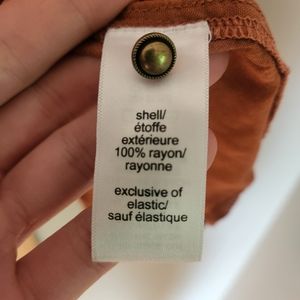 shell/
étoffe
extérieure
100% rayon/
rayonne
exclusive of
elastic/
sauf élastique